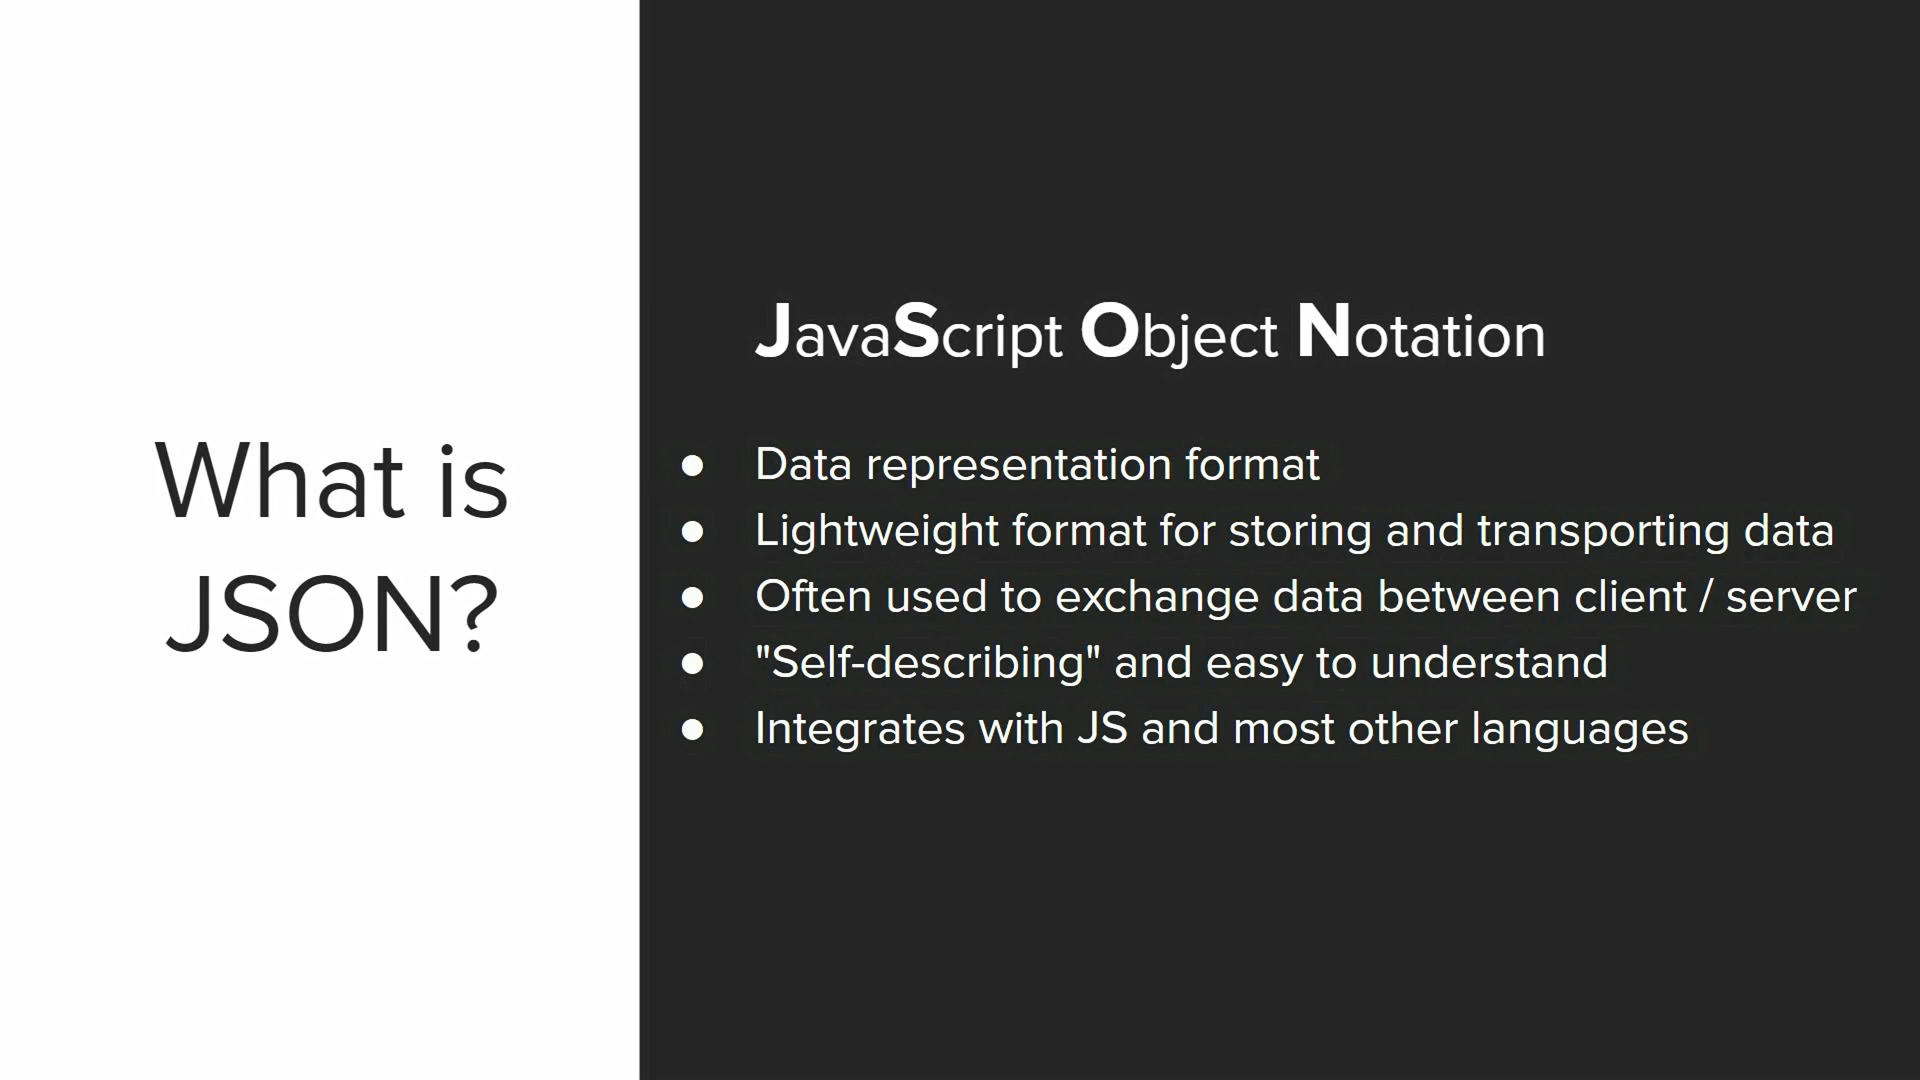 What is
JSON?
JavaScript Object Notation
● Data representation format
● Lightweight format for storing and transporting data
● Often used to exchange data between client / server
● "Self-describing" and easy to understand
● Integrates with JS and most other languages